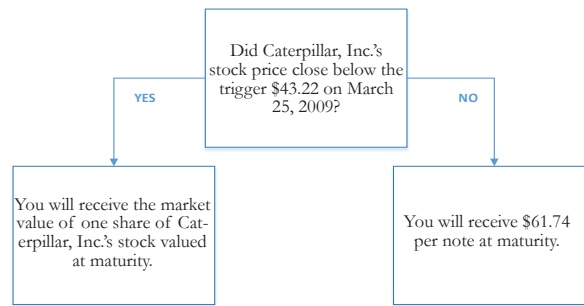 Did Caterpillar, Inc.'s
stock price close below the
trigger $43.22 on March
25, 2009?
YES
NO
You will receive the market
value of one share of Cat-
erpillar, Inc.'s stock valued
at maturity.
You will receive $61.74
per note at maturity.